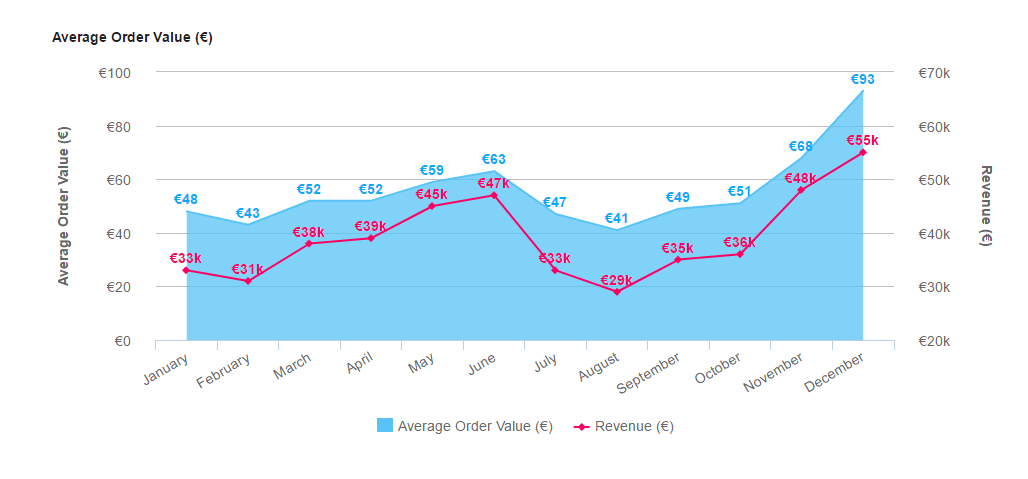 Average Order Value (€)
€100
€80
€60
€40
€20
€0
Average Order Value (€)
€48
€43
€52
€52
€59
€63
€47
€41
€49
€51
€68
€93
€33k
€31k
€38k
€39k
€45k
€47k
€33k
€29k
€35k
€36k
€48k
€55k
€70k
€60k
€50k
€40k
€30k
€20k
Revenue (€)
January
February
March
April
May
June
July
August
September
October
November
December
Average Order Value (€)
Revenue (€)